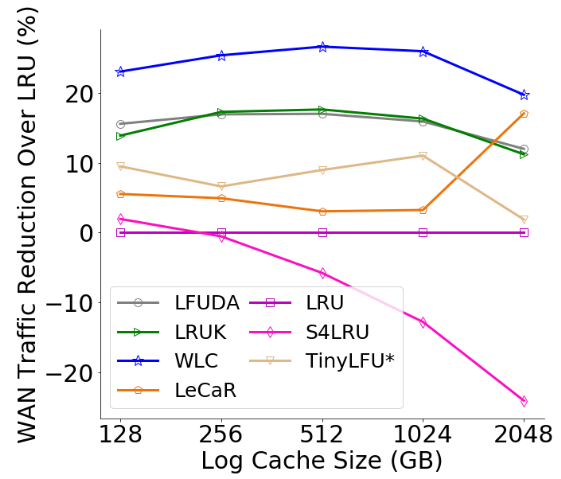 WAN Traffic Reduction Over LRU (%)
20
10
0
−10
−20
LFUDA
LRUK
WLC
LeCaR
LRU
S4LRU
TinyLFU*
128 256 512 1024 2048
Log Cache Size (GB)